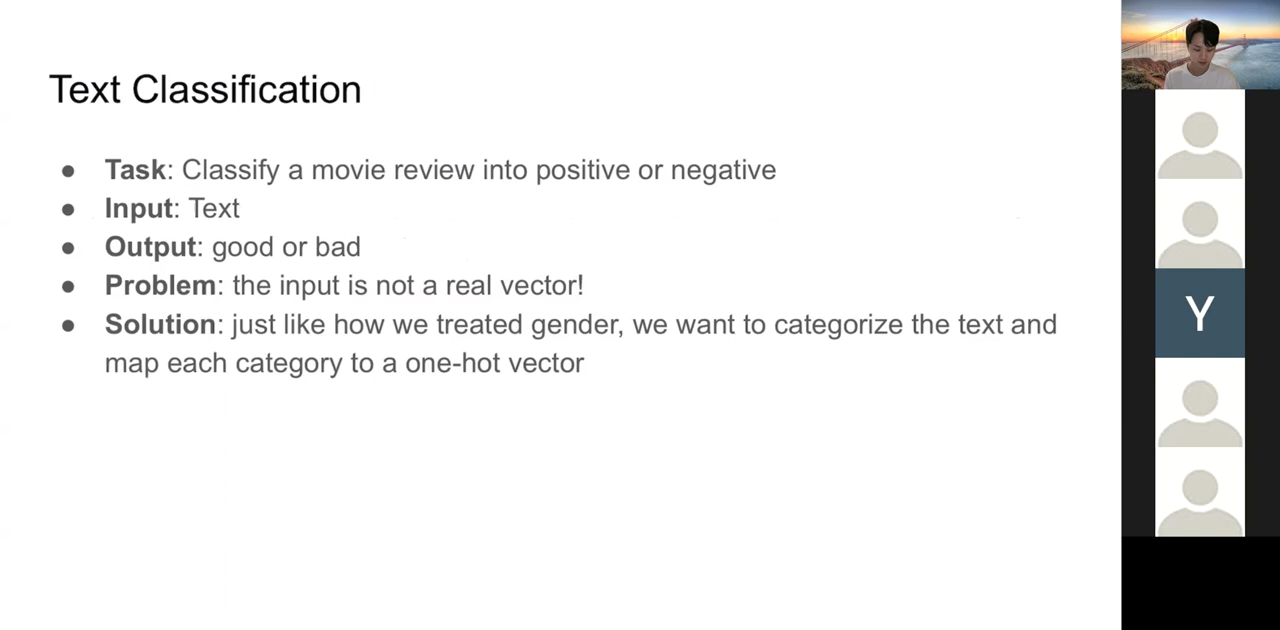 Text Classification
● Task: Classify a movie review into positive or negative
● Input: Text
● Output: good or bad
● Problem: the input is not a real vector!
● Solution: just like how we treated gender, we want to categorize the text and
map each category to a one-hot vector
Y